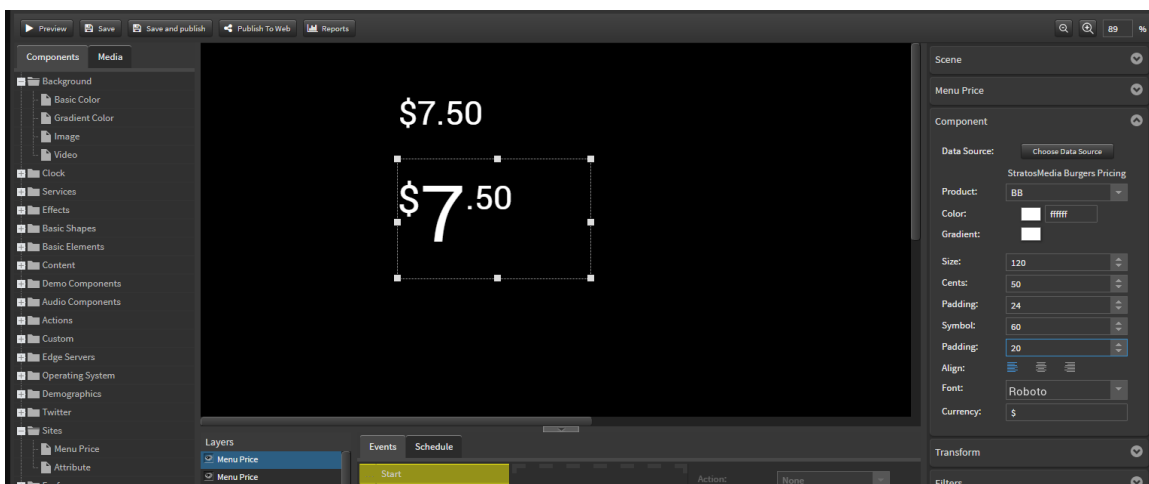 Preview Save Save and publish Publish To Web Reports 89 %
Components Media
Background
Basic Color
Gradient Color
Image
Video
Clock
Services
Effects
Basic Shapes
Basic Elements
Content
Demo Components
Audio Components
Actions
Custom
Edge Servers
Operating System
Demographics
Twitter
Sites
Menu Price
Attribute
$7.50
$7.50
Layers
Menu Price
Menu Price
Events Schedule
Start
Action: None
Scene
Menu Price
Component
Data Source: Choose Data Source
StratosMedia Burgers Pricing
Product: BB
Color: ffffff
Gradient:
Size: 120
Cents: 50
Padding: 24
Symbol: 60
Padding: 20
Align:
Font: Roboto
Currency: $
Transform
Filters